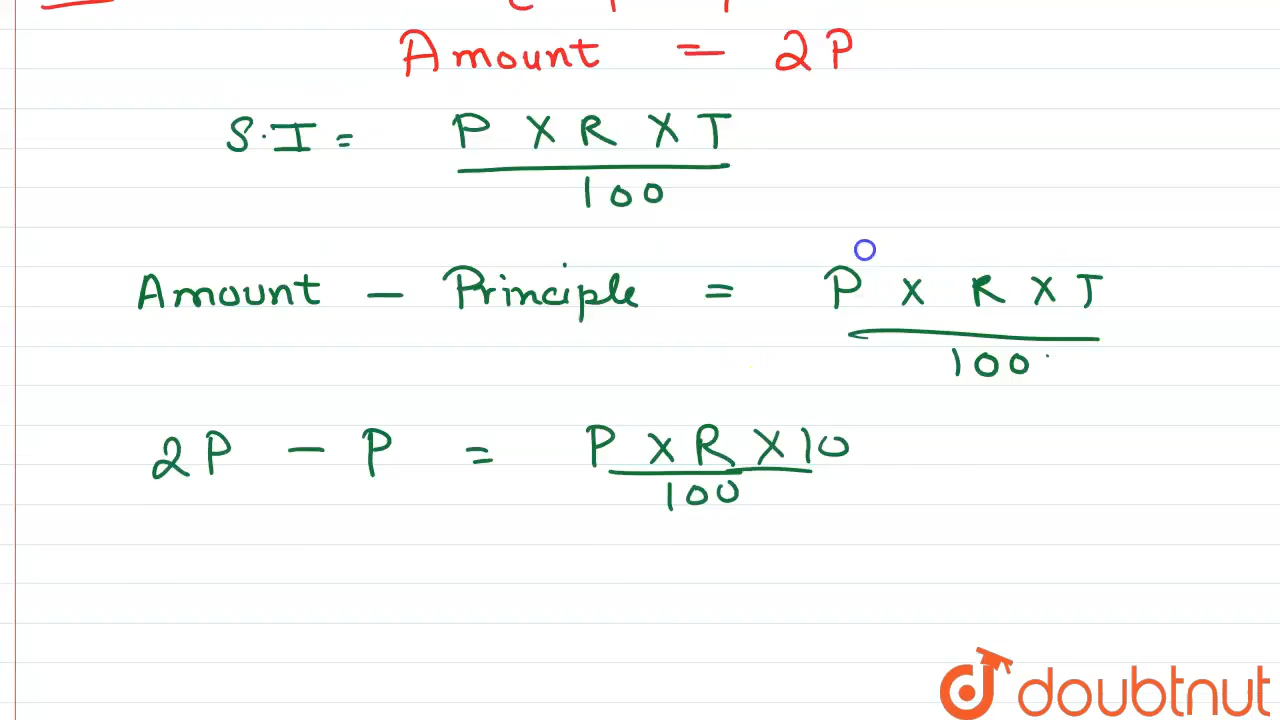 Amount = 2P
S.I = P X R X T
100
Amount - Principle = P X R X T
100
2P - P = P X R X 10
100
doubtnut